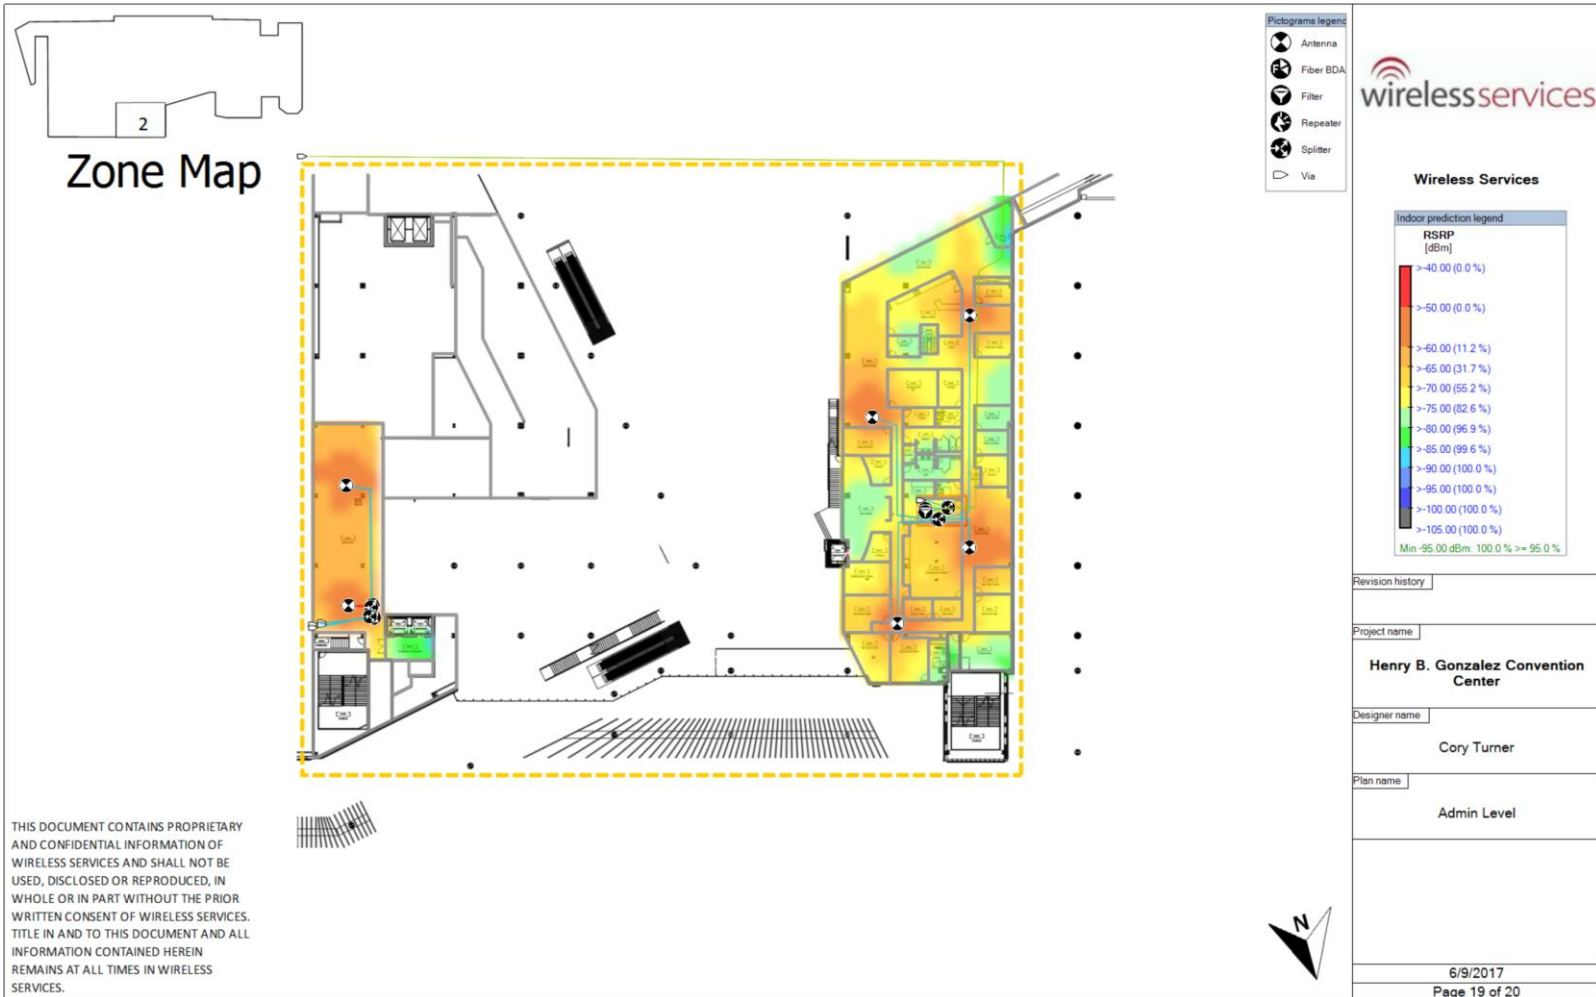 2
Zone Map
Pictograms legend
Antenna
Fiber BDA
Filter
Repeater
Splitter
Via
wirelessservices
Wireless Services
Indoor prediction legend
RSRP
[dBm]
>-40.00 (0.0 %)
>-50.00 (0.0 %)
>-60.00 (11.2 %)
>-65.00 (31.7 %)
>-70.00 (55.2 %)
>-75.00 (82.6 %)
>-80.00 (96.9 %)
>-85.00 (99.6 %)
>-90.00 (100.0 %)
>-95.00 (100.0 %)
>-100.00 (100.0 %)
>-105.00 (100.0 %)
Min -95.00 dBm: 100.0 % >= 95.0 %
Revision history
Project name
Henry B. Gonzalez Convention
Center
Designer name
Cory Turner
Plan name
Admin Level
THIS DOCUMENT CONTAINS PROPRIETARY
AND CONFIDENTIAL INFORMATION OF
WIRELESS SERVICES AND SHALL NOT BE
USED, DISCLOSED OR REPRODUCED, IN
WHOLE OR IN PART WITHOUT THE PRIOR
WRITTEN CONSENT OF WIRELESS SERVICES.
TITLE IN AND TO THIS DOCUMENT AND ALL
INFORMATION CONTAINED HEREIN
REMAINS AT ALL TIMES IN WIRELESS
SERVICES.
N
6/9/2017
Page 19 of 20